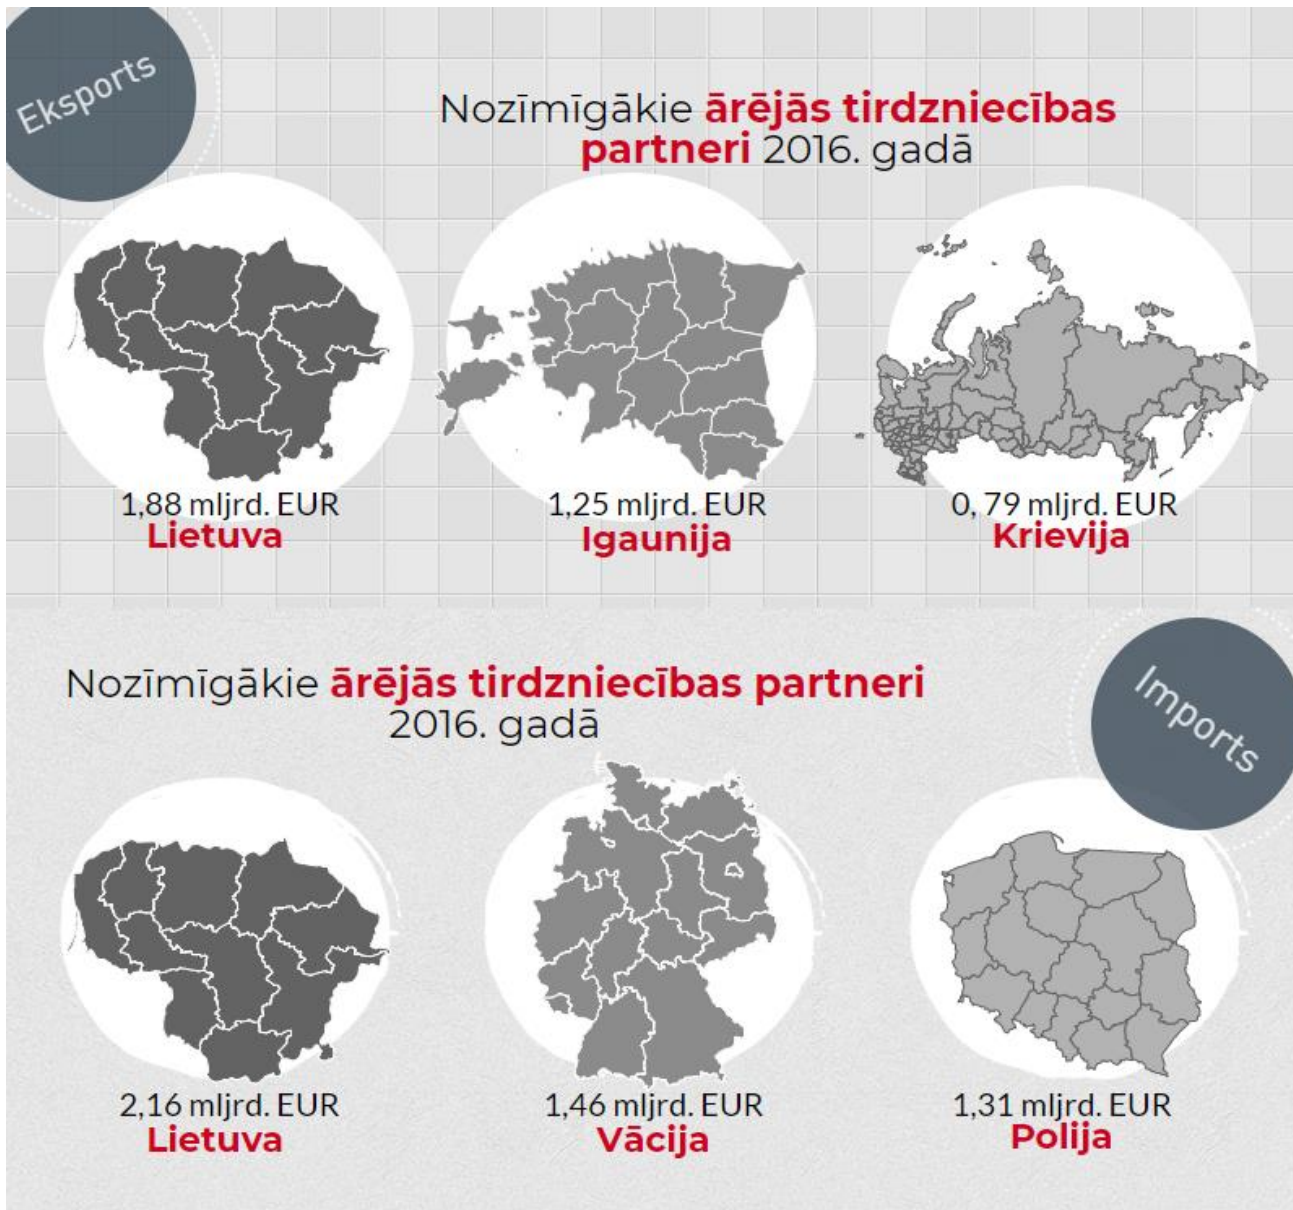 Eksports
Nozīmīgākie ārējās tirdzniecības
partneri 2016. gadā
1,88 mljrd. EUR
Lietuva
1,25 mljrd. EUR
Igaunija
0, 79 mljrd. EUR
Krievija
Imports
Nozīmīgākie ārējās tirdzniecības partneri
2016. gadā
2,16 mljrd. EUR
Lietuva
1,46 mljrd. EUR
Vācija
1,31 mljrd. EUR
Polija